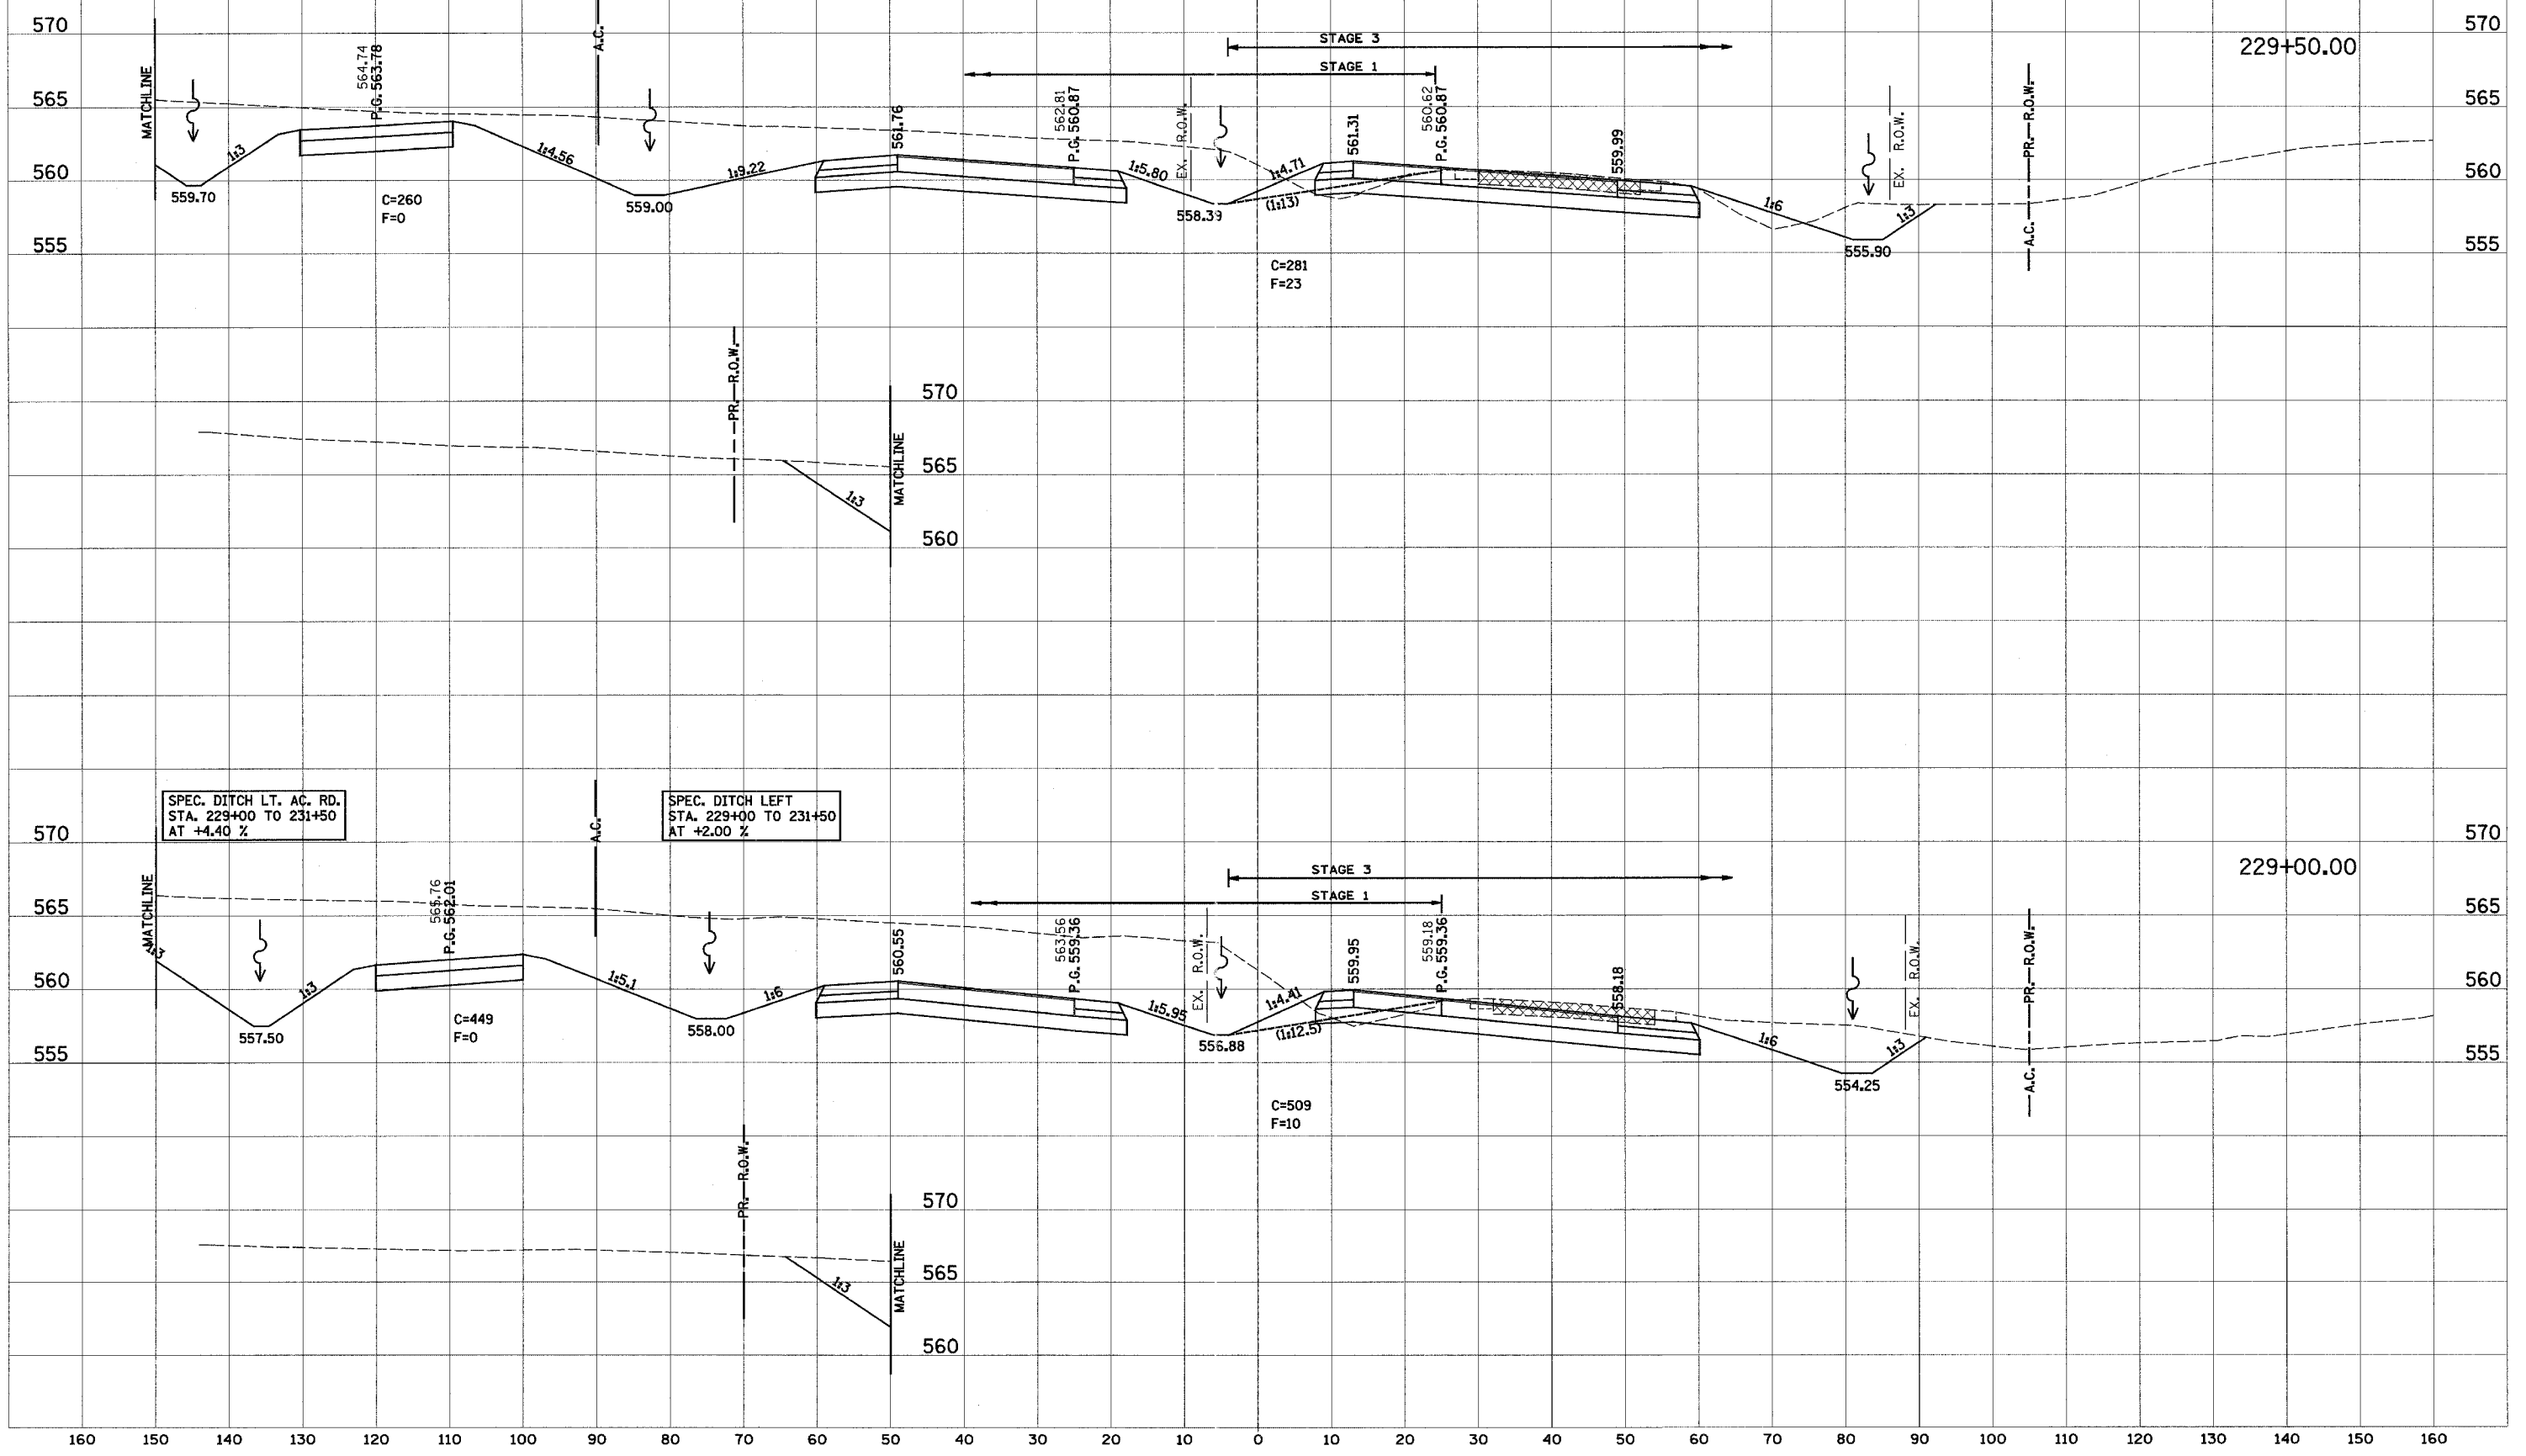 570
A.C.
STAGE 3
229+50.00
570
564.74
P.G. 563.78
STAGE 1
MATCHLINE
565
561.76
562.81
P.G. 560.87
EX. R.O.W.
561.31
560.62
P.G. 560.87
559.99
EX. R.O.W.
A.C. PR. R.O.W.
565
1:3
1:4.56
1:9.22
1:5.80
1:4.71
(1:13)
1:6
1:3
560
560
559.70
C=260
F=0
559.00
558.39
555.90
555
555
C=281
F=23
PR. R.O.W.
570
MATCHLINE
565
1:3
560
SPEC. DITCH LT. AC. RD.
STA. 229+00 TO 231+50
AT +4.40 %
A.C.
SPEC. DITCH LEFT
STA. 229+00 TO 231+50
AT +2.00 %
570
570
STAGE 3
229+00.00
STAGE 1
MATCHLINE
P.G. 562.01
565
565
560.55
563.56
P.G. 559.36
EX. R.O.W.
559.95
559.18
P.G. 559.36
558.18
EX. R.O.W.
A.C. PR. R.O.W.
1:3
1:3
1:5.1
1:6
1:5.95
1:4.41
(1:12.5)
1:6
1:3
560
560
557.50
C=449
F=0
558.00
556.88
554.25
555
555
C=509
F=10
PR. R.O.W.
570
MATCHLINE
565
1:3
560
160 150 140 130 120 110 100 90 80 70 60 50 40 30 20 10 0 10 20 30 40 50 60 70 80 90 100 110 120 130 140 150 160